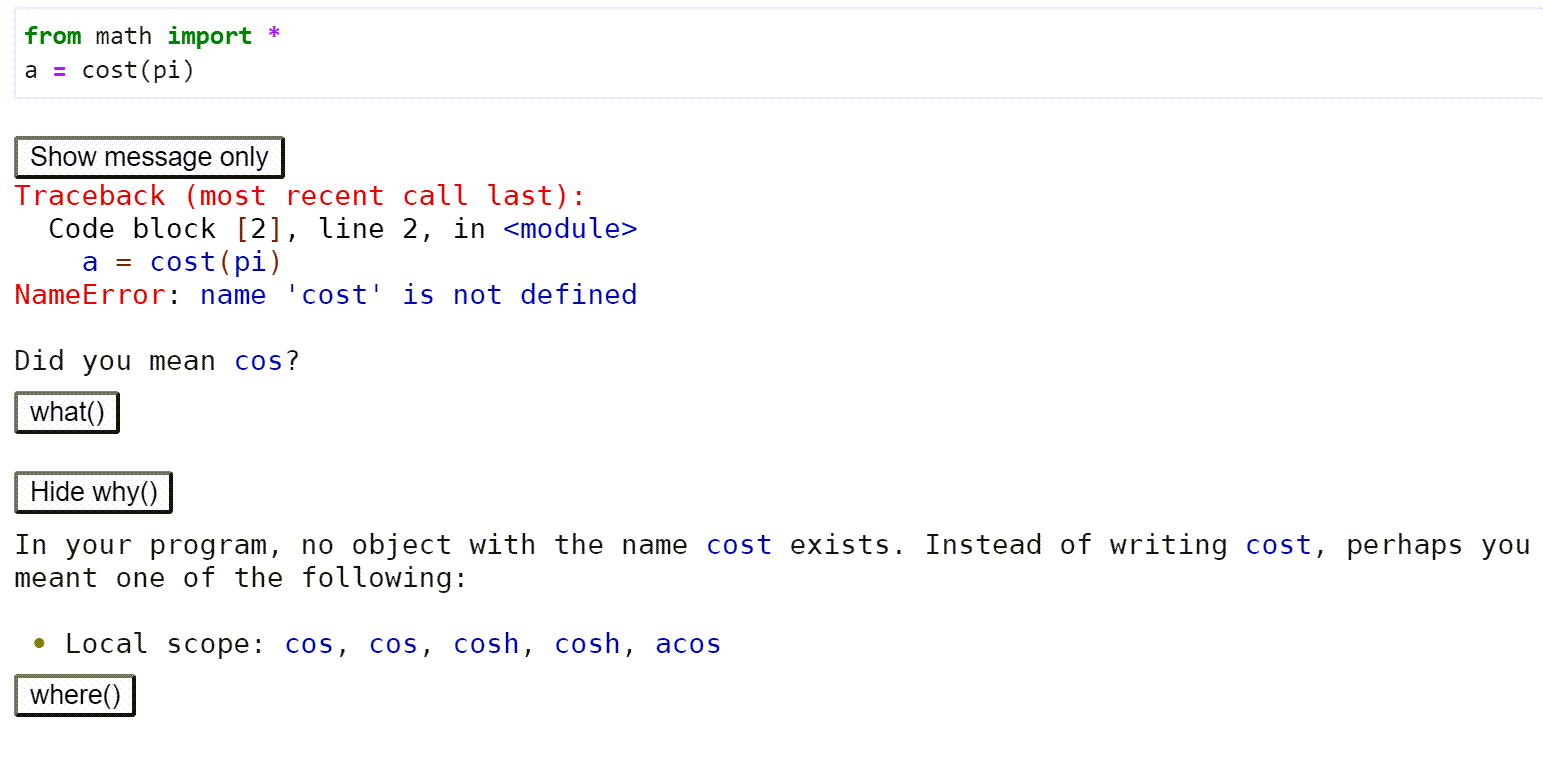 from math import *
a = cost(pi)
Show message only
Traceback (most recent call last):
  Code block [2], line 2, in <module>
    a = cost(pi)
NameError: name 'cost' is not defined
Did you mean cos?
what()
Hide why()
In your program, no object with the name cost exists. Instead of writing cost, perhaps you
meant one of the following:
• Local scope: cos, cos, cosh, cosh, acos
where()